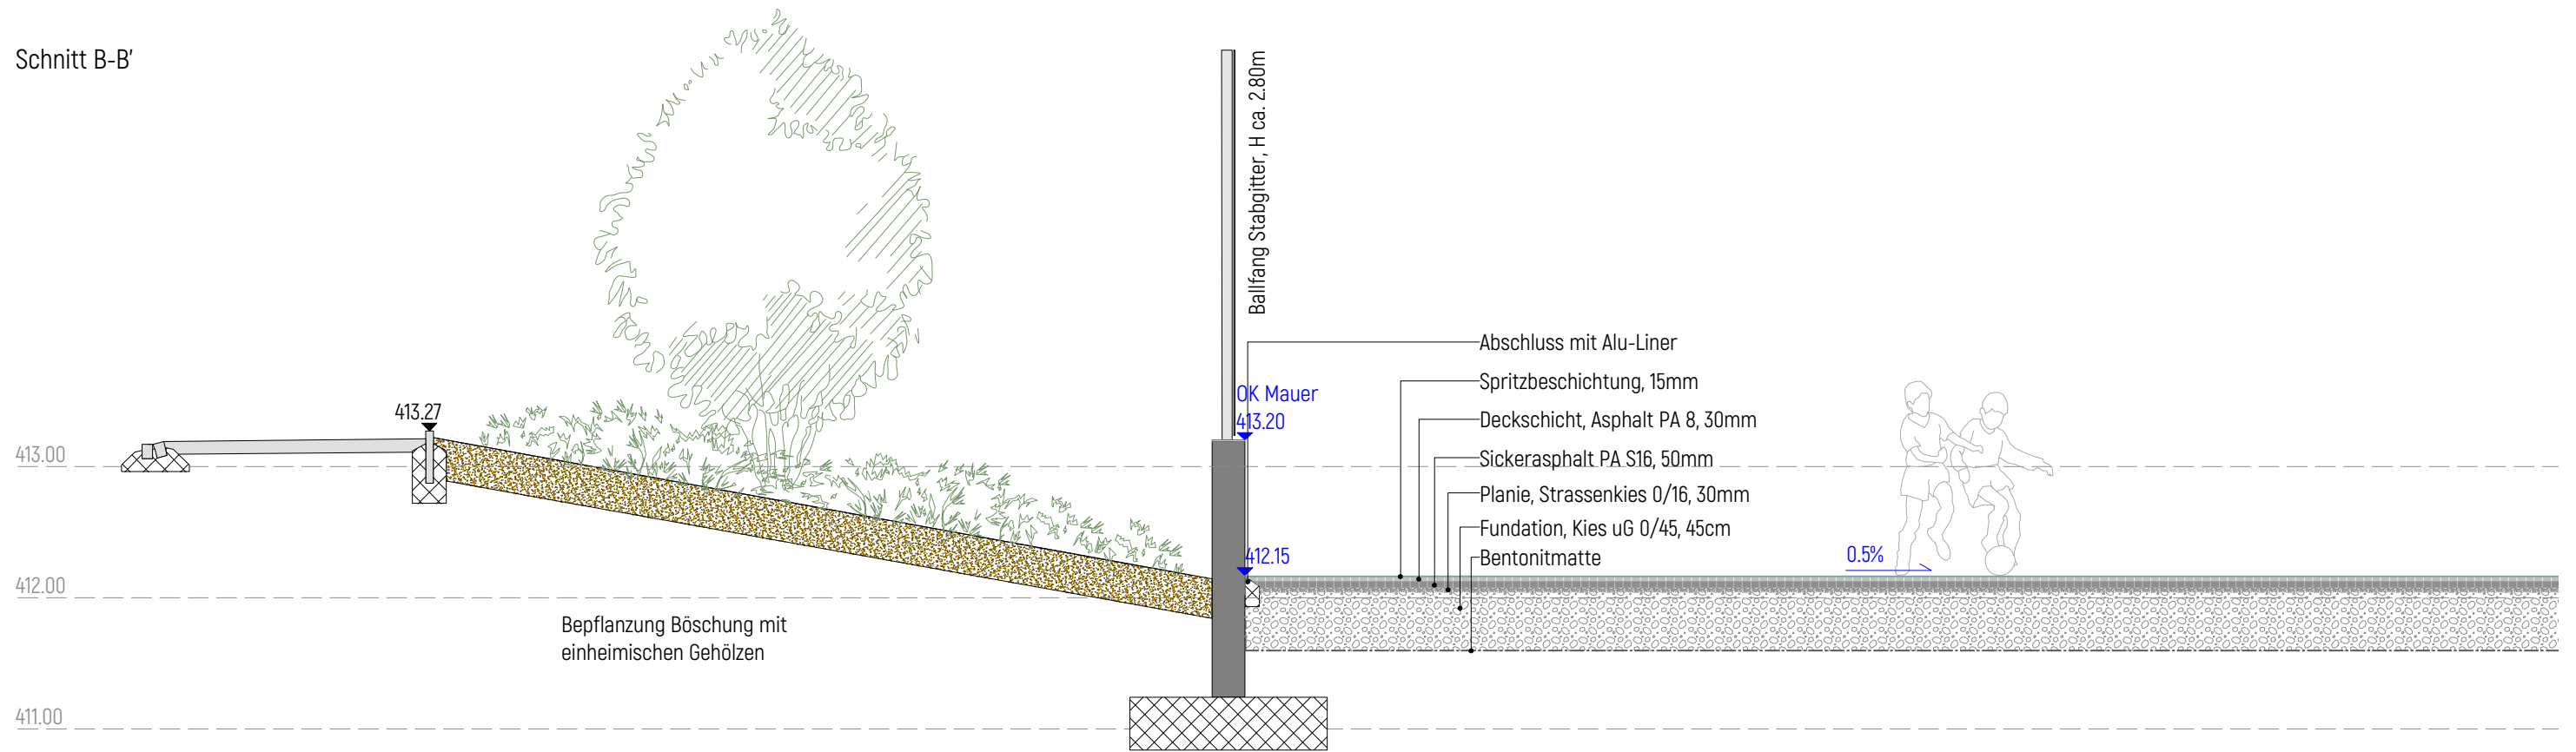 Schnitt B-B'
Ballfang Stabgitter, H ca. 2.80m
Abschluss mit Alu-Liner
Spritzbeschichtung, 15mm
OK Mauer
413.20
413.27
Deckschicht, Asphalt PA 8, 30mm
413.00
Sickerasphalt PA S16, 50mm
Planie, Strassenkies 0/16, 30mm
Fundation, Kies uG 0/45, 45cm
412.15
Bentonitmatte
0.5%
412.00
Bepflanzung Böschung mit
einheimischen Gehölzen
411.00